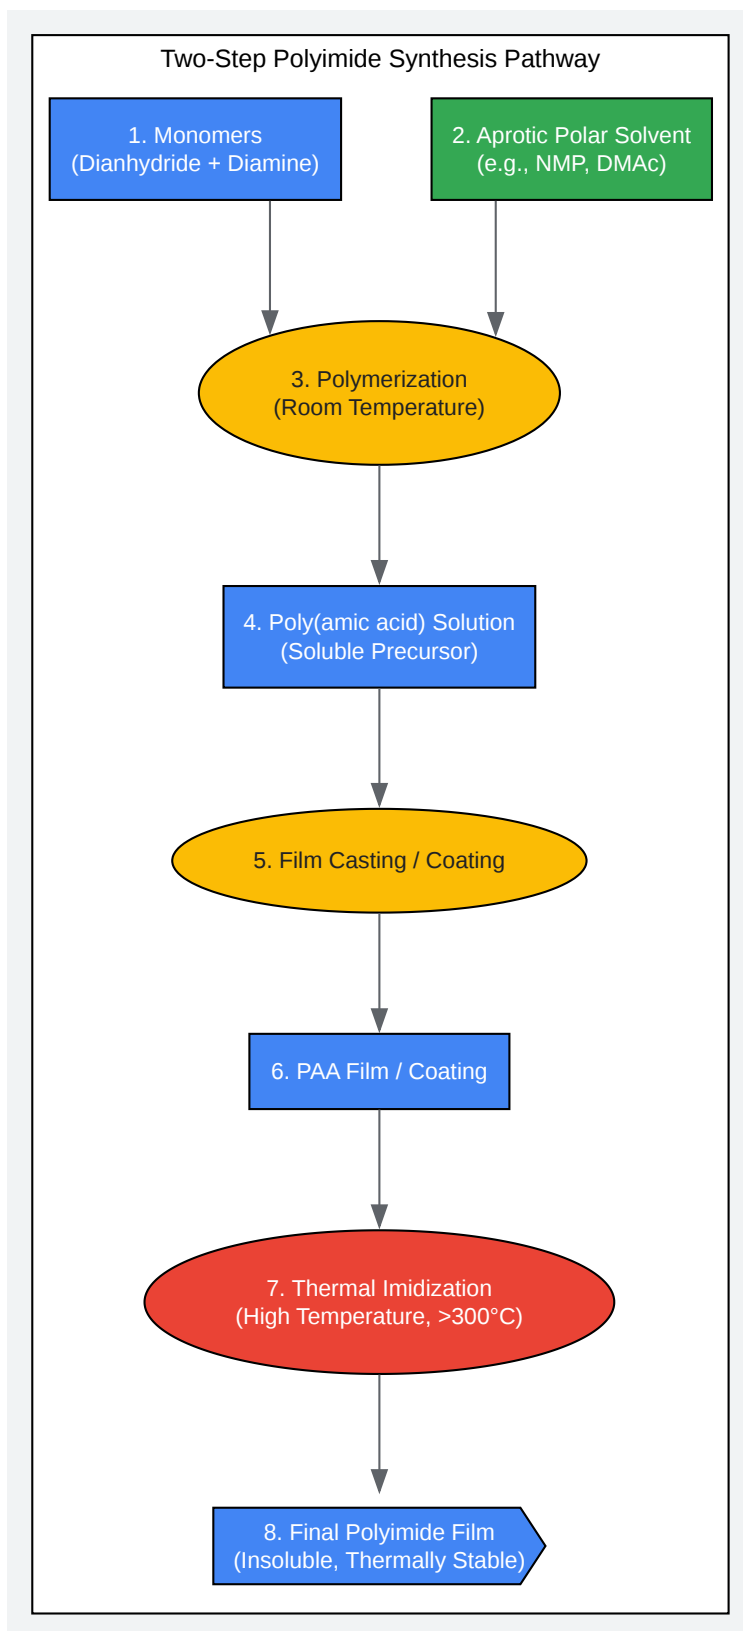 Two-Step Polyimide Synthesis Pathway
1. Monomers
(Dianhydride + Diamine)
2. Aprotic Polar Solvent
(e.g., NMP, DMAc)
3. Polymerization
(Room Temperature)
4. Poly(amic acid) Solution
(Soluble Precursor)
5. Film Casting / Coating
6. PAA Film / Coating
7. Thermal Imidization
(High Temperature, >300°C)
8. Final Polyimide Film
(Insoluble, Thermally Stable)